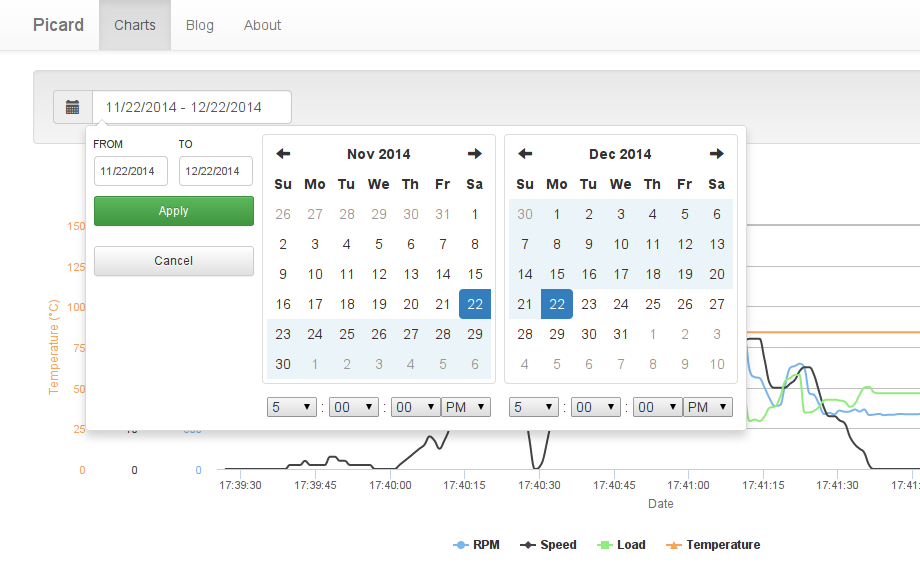 Picard Charts Blog About
11/22/2014 - 12/22/2014
FROM TO
11/22/2014 12/22/2014
Apply
Cancel
Nov 2014
Su Mo Tu We Th Fr Sa
26 27 28 29 30 31 1
2 3 4 5 6 7 8
9 10 11 12 13 14 15
16 17 18 19 20 21 22
23 24 25 26 27 28 29
30 1 2 3 4 5 6
5 : 00 : 00 PM
Dec 2014
Su Mo Tu We Th Fr Sa
30 1 2 3 4 5 6
7 8 9 10 11 12 13
14 15 16 17 18 19 20
21 22 23 24 25 26 27
28 29 30 31 1 2 3
4 5 6 7 8 9 10
5 : 00 : 00 PM
Temperature (°C)
150
125
100
75
50
25
0 0 0
17:39:30 17:39:45 17:40:00 17:40:15 17:40:30 17:40:45 17:41:00 17:41:15 17:41:30 17:41:4
Date
RPM Speed Load Temperature